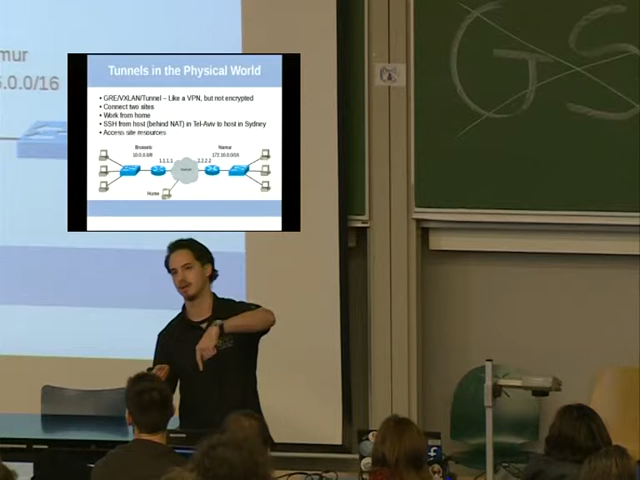 mur
.0.0/16
Tunnels in the Physical World
• GRE/VXLAN/Tunnel – Like a VPN, but not encrypted
• Connect two sites
• Work from home
• SSH from host (behind NAT) in Tel-Aviv to host in Sydney
• Access site resources
Brussels
Namur
10.0.0.0/8
172.16.0.0/16
1.1.1.1
2.2.2.2
Home
GS